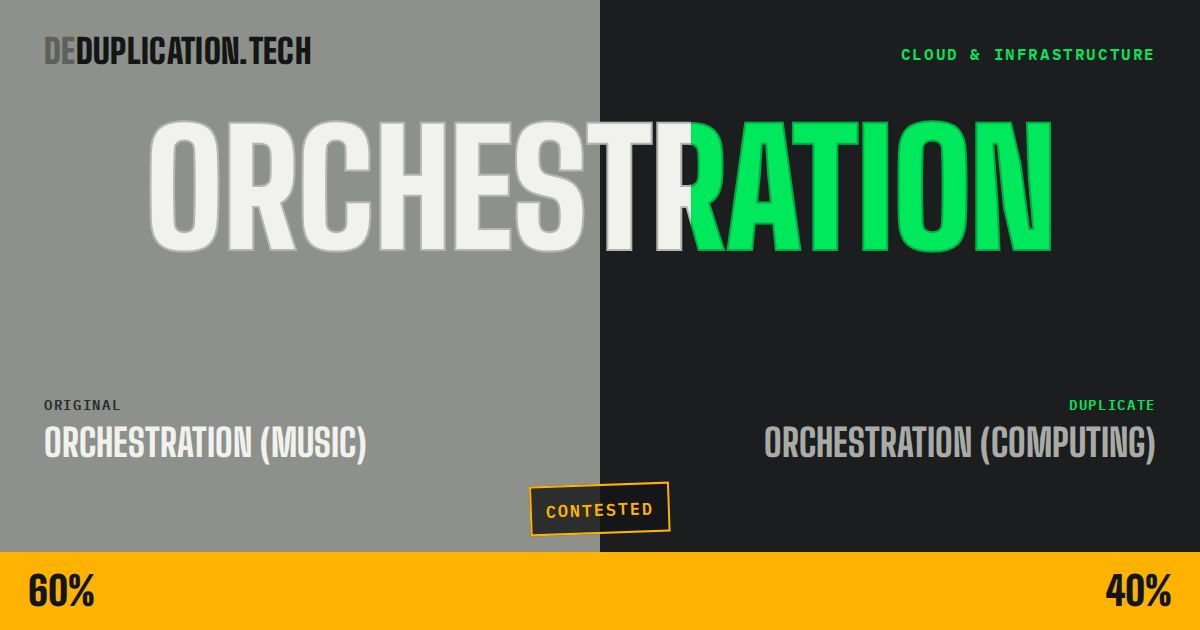 DEDUPLICATION.TECH
CLOUD & INFRASTRUCTURE
ORCHESTRATION
ORIGINAL
ORCHESTRATION (MUSIC)
DUPLICATE
ORCHESTRATION (COMPUTING)
CONTESTED
60%
40%